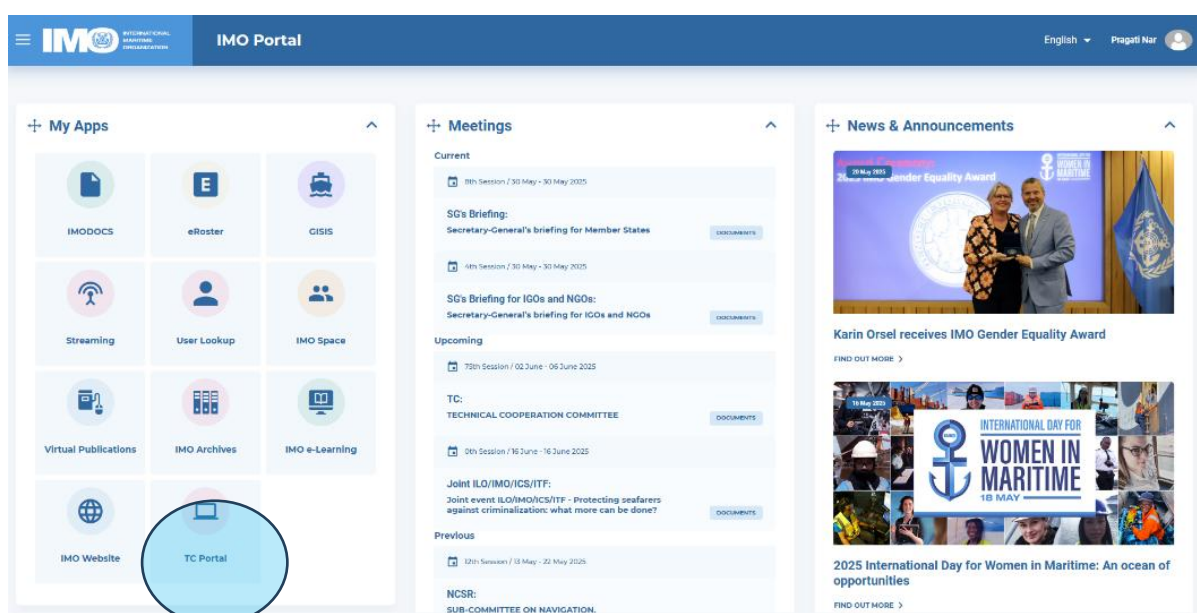 IMO
INTERNATIONAL
MARITIME
ORGANIZATION
IMO Portal
English
Pragati Nar
My Apps
IMODOCS
E
eRoster
GISIS
Streaming
User Lookup
IMO Space
Virtual Publications
IMO Archives
IMO e-Learning
IMO Website
TC Portal
Meetings
Current
8th Session / 30 May - 30 May 2025
SG's Briefing:
Secretary-General's briefing for Member States
DOCUMENTS
4th Session / 30 May - 30 May 2025
SG's Briefing for IGOs and NGOs:
Secretary-General's briefing for IGOs and NGOs
DOCUMENTS
Upcoming
75th Session / 02 June - 06 June 2025
TC:
TECHNICAL COOPERATION COMMITTEE
DOCUMENTS
0th Session / 16 June - 16 June 2025
Joint ILO/IMO/ICS/ITF:
Joint event ILO/IMO/ICS/ITF - Protecting seafarers
against criminalization: what more can be done?
DOCUMENTS
Previous
12th Session / 13 May - 22 May 2025
NCSR:
SUB-COMMITTEE ON NAVIGATION,
News & Announcements
Award Ceremony:
20 May 2025
2025 IMO Gender Equality Award
WOMEN IN
MARITIME
Karin Orsel receives IMO Gender Equality Award
FIND OUT MORE
16 May 2025
INTERNATIONAL DAY FOR
WOMEN IN
MARITIME
18 MAY
2025 International Day for Women in Maritime: An ocean of
opportunities
FIND OUT MORE